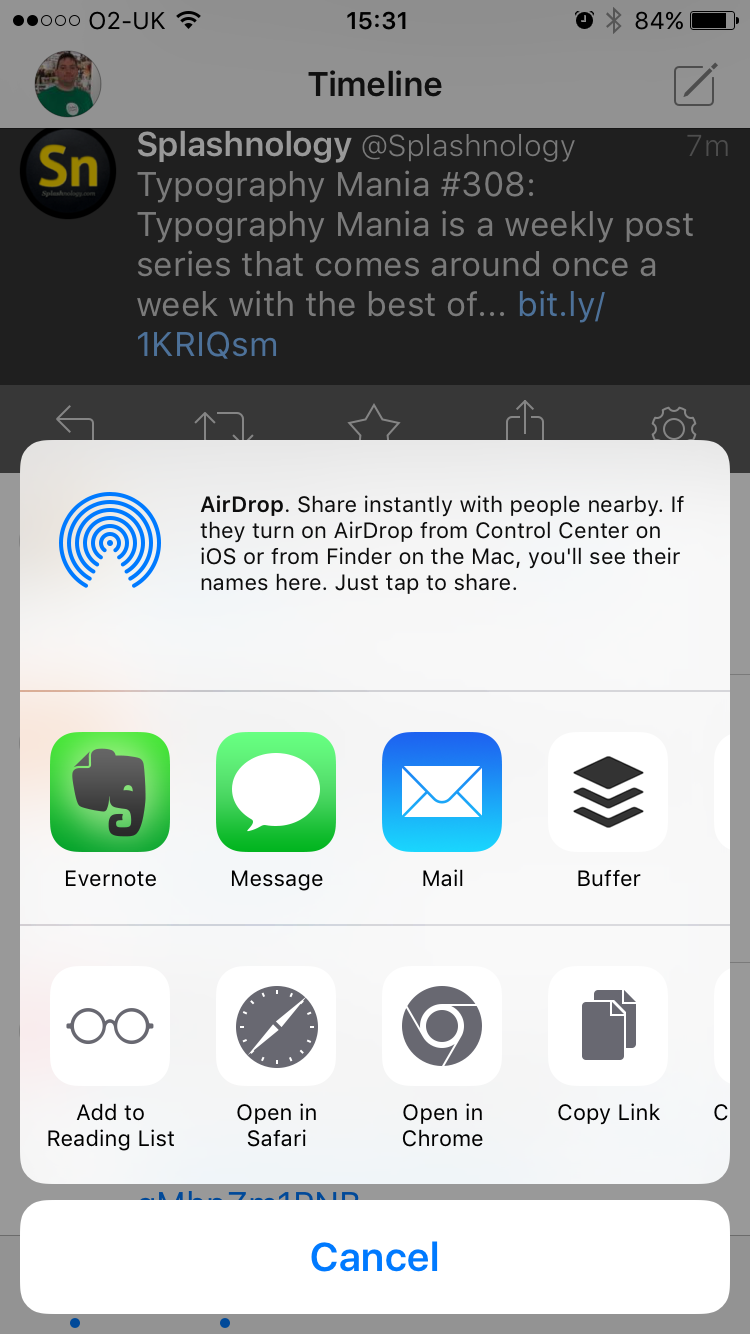 O2-UK 15:31 84%
Timeline
Sn
Splashnology.com
Splashnology @Splashnology 7m
Typography Mania #308:
Typography Mania is a weekly post
series that comes around once a
week with the best of... bit.ly/
1KRIQsm
AirDrop. Share instantly with people nearby. If
they turn on AirDrop from Control Center on
iOS or from Finder on the Mac, you'll see their
names here. Just tap to share.
Evernote Message Mail Buffer
Add to Open in Open in Copy Link C
Reading List Safari Chrome
Cancel